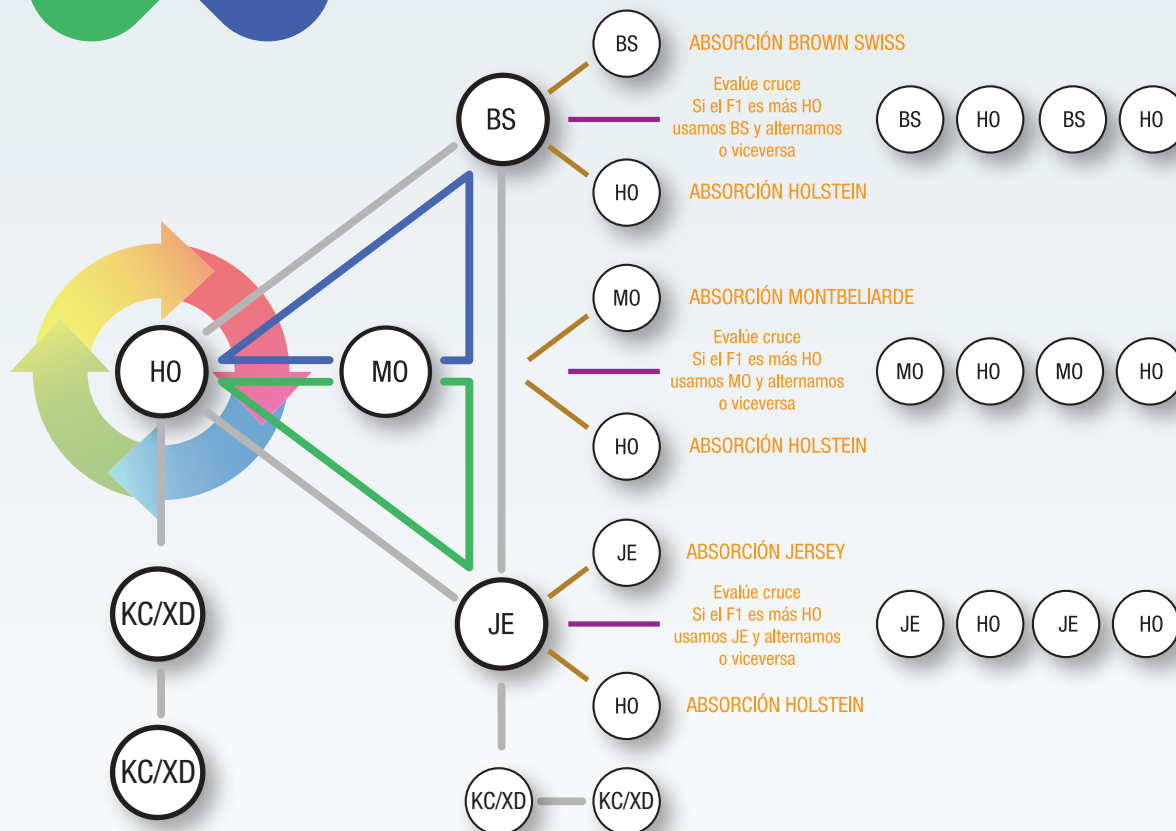 BS
ABSORCIÓN BROWN SWISS
BS
Evalúe cruce
Si el F1 es más HO
usamos BS y alternamos
o viceversa
BS HO BS HO
HO
ABSORCIÓN HOLSTEIN
MO
ABSORCIÓN MONTBELIARDE
HO
MO
Evalúe cruce
Si el F1 es más HO
usamos MO y alternamos
o viceversa
MO HO MO HO
HO
ABSORCIÓN HOLSTEIN
JE
ABSORCIÓN JERSEY
KC/XD
JE
Evalúe cruce
Si el F1 es más HO
usamos JE y alternamos
o viceversa
JE HO JE HO
HO
ABSORCIÓN HOLSTEIN
KC/XD
KC/XD KC/XD